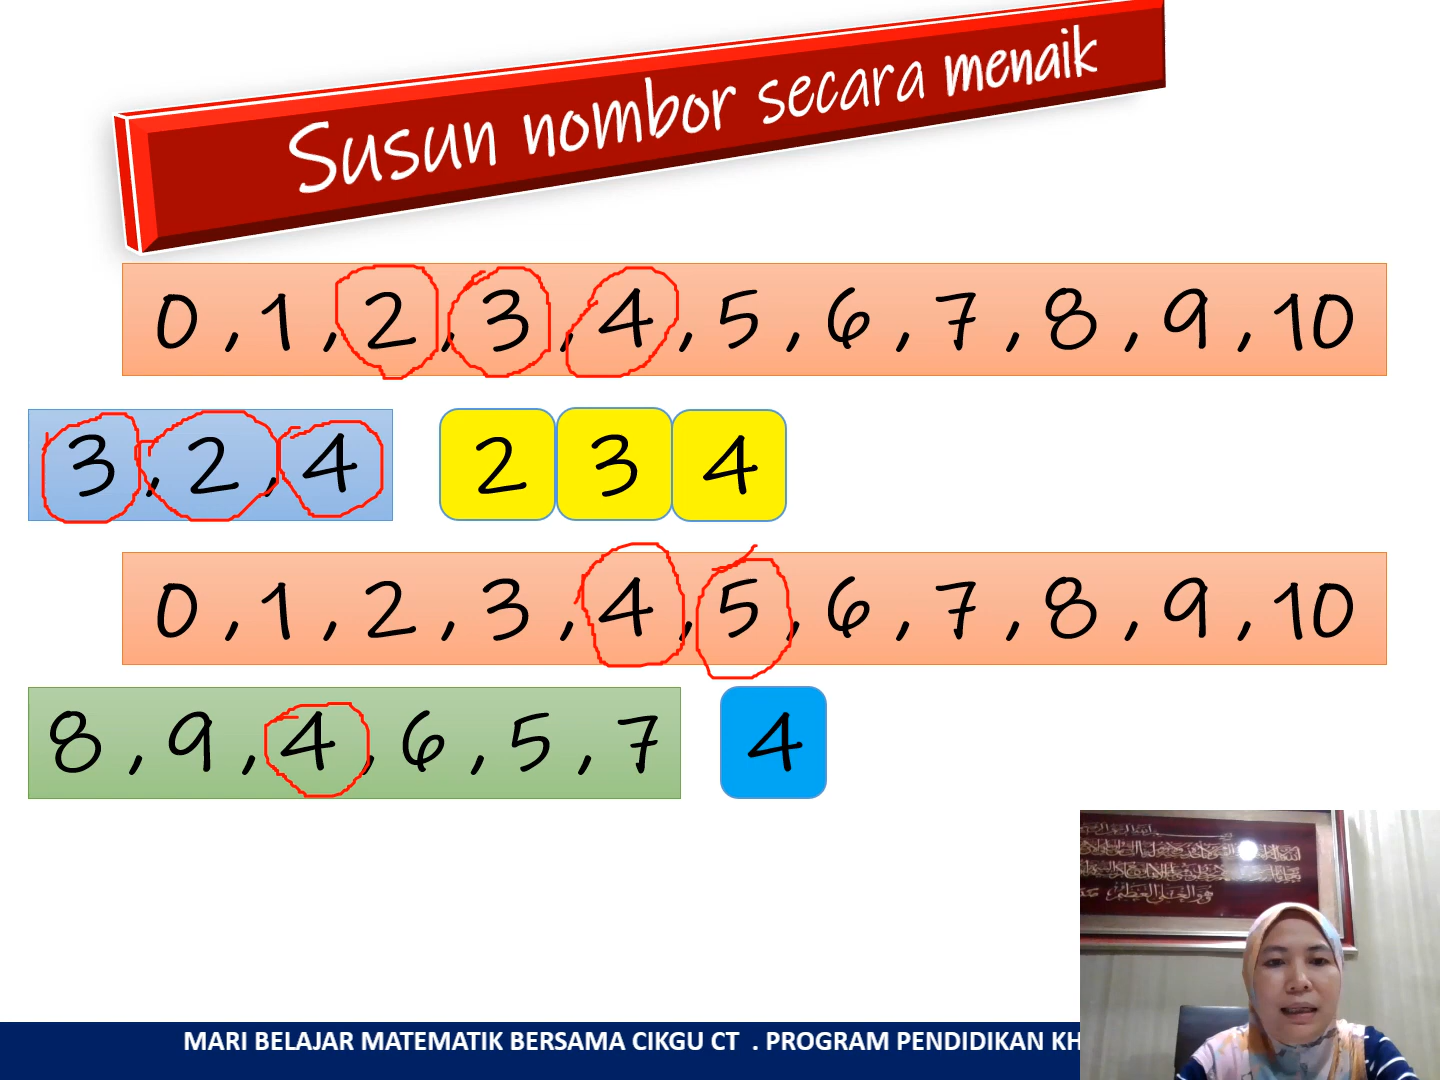 Susun nombor secara menaik
0 , 1 , 2 , 3 , 4 , 5 , 6 , 7 , 8 , 9 , 10
3 , 2 , 4
2 3 4
0 , 1 , 2 , 3 , 4 , 5 , 6 , 7 , 8 , 9 , 10
8 , 9 , 4 , 6 , 5 , 7
4
MARI BELAJAR MATEMATIK BERSAMA CIKGU CT . PROGRAM PENDIDIKAN KH